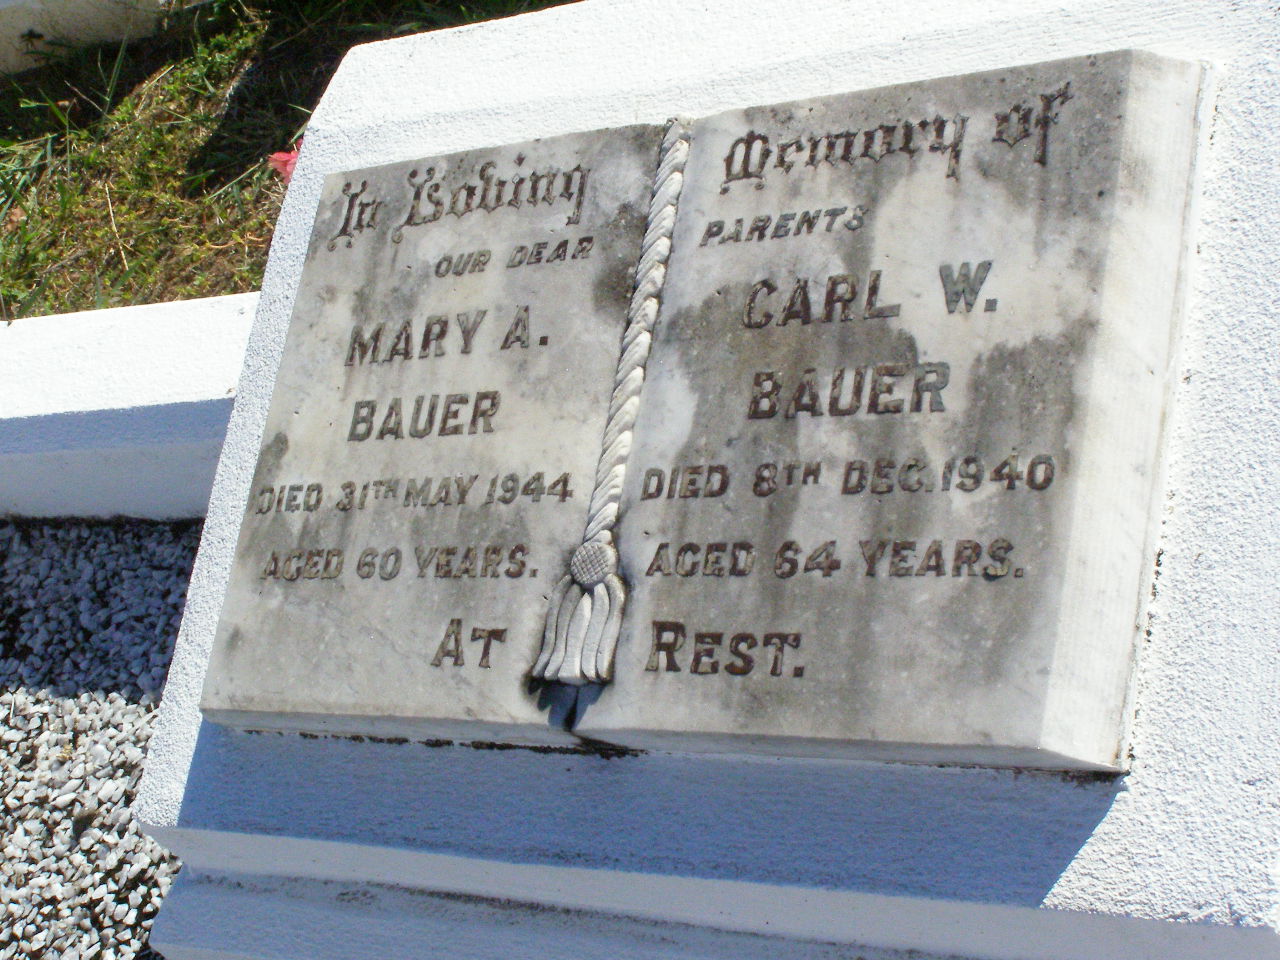 In Loving Memory of
OUR DEAR PARENTS
MARY A.
BAUER
DIED 31TH MAY 1944
AGED 60 YEARS.
CARL W.
BAUER
DIED 8TH DEC. 1940
AGED 64 YEARS.
AT REST.